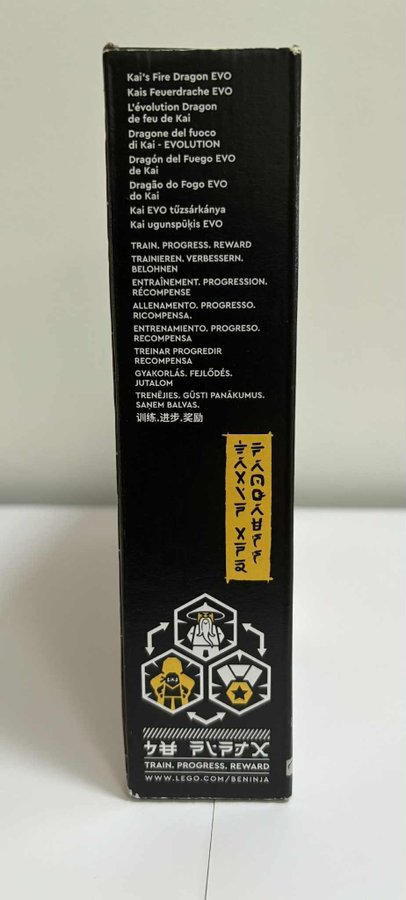 Kai's Fire Dragon EVO
Kais Feuerdrache EVO
L'évolution Dragon
de feu de Kai
Dragone del fuoco
di Kai - EVOLUTION
Dragón del Fuego EVO
de Kai
Dragão do Fogo EVO
do Kai
Kai EVO tűzsárkánya
Kai ugunspūķis EVO
TRAIN. PROGRESS. REWARD
TRAINIEREN. VERBESSERN.
BELOHNEN
ENTRAÎNEMENT. PROGRESSION.
RÉCOMPENSE
ALLENAMENTO. PROGRESSO.
RICOMPENSA.
ENTRENAMIENTO. PROGRESO.
RECOMPENSA
TREINAR PROGREDIR
RECOMPENSA
GYAKORLÁS. FEJLŐDÉS.
JUTALOM
TRENĒJIES. GŪSTI PANĀKUMUS.
SAŅEM BALVAS.
训练.进步.奖励
TRAIN. PROGRESS. REWARD
WWW.LEGO.COM/BENINJA